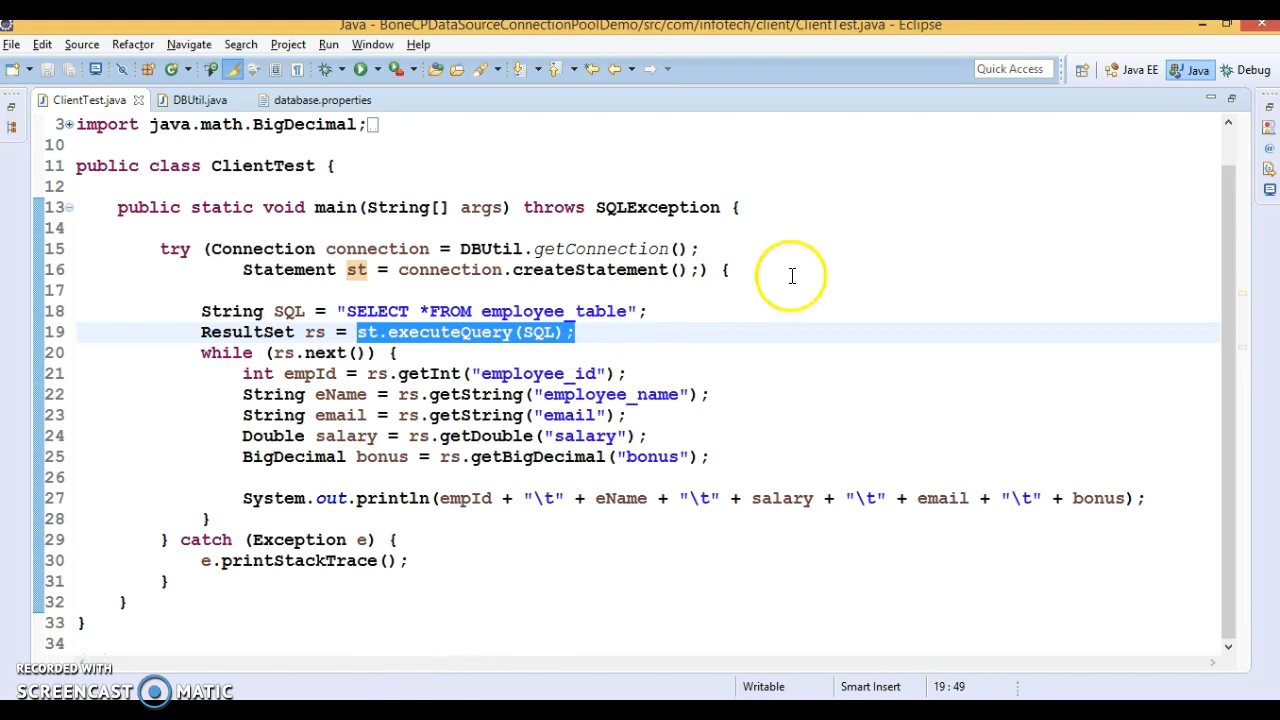 Java - BoneCPDataSourceConnectionPoolDemo/src/com/infotech/client/ClientTest.java - Eclipse
File Edit Source Refactor Navigate Search Project Run Window Help
Quick Access Java EE Java Debug
ClientTest.java DBUtil.java database.properties
3 import java.math.BigDecimal;
10
11 public class ClientTest {
12
13 public static void main(String[] args) throws SQLException {
14
15 try (Connection connection = DBUtil.getConnection();
16 Statement st = connection.createStatement();) {
17
18 String SQL = "SELECT *FROM employee_table";
19 ResultSet rs = st.executeQuery(SQL);
20 while (rs.next()) {
21 int empId = rs.getInt("employee_id");
22 String eName = rs.getString("employee_name");
23 String email = rs.getString("email");
24 Double salary = rs.getDouble("salary");
25 BigDecimal bonus = rs.getBigDecimal("bonus");
26
27 System.out.println(empId + "\t" + eName + "\t" + salary + "\t" + email + "\t" + bonus);
28 }
29 } catch (Exception e) {
30 e.printStackTrace();
31 }
32 }
33 }
34
RECORDED WITH
SCREENCAST MATIC
Writable Smart Insert 19 : 49